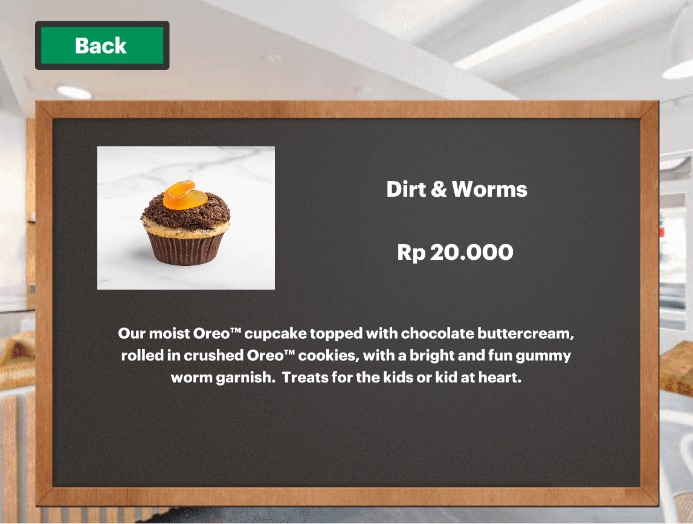 Back
Dirt & Worms
Rp 20.000
Our moist Oreo™ cupcake topped with chocolate buttercream,
rolled in crushed Oreo™ cookies, with a bright and fun gummy
worm garnish.  Treats for the kids or kid at heart.